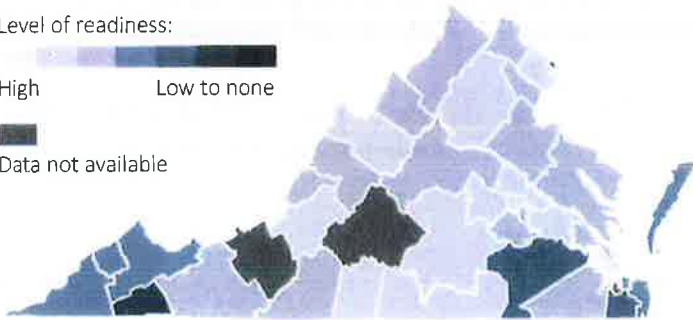 Level of readiness:
High Low to none
Data not available